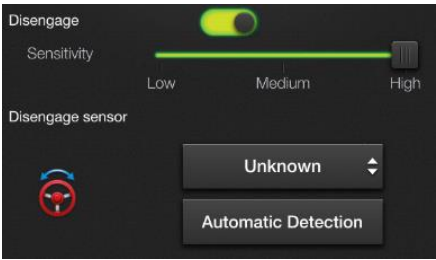 Disengage
Sensitivity
Low Medium High
Disengage sensor
Unknown
Automatic Detection